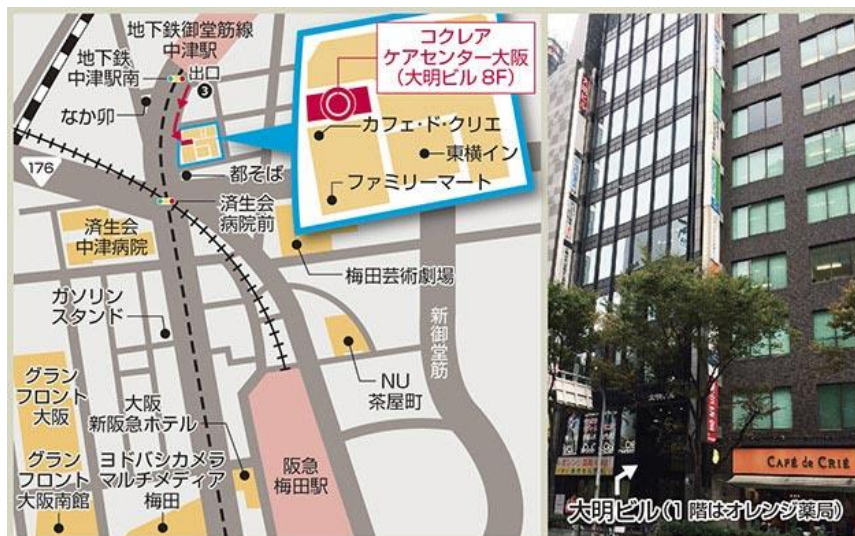 地下鉄御堂筋線
中津駅
地下鉄
中津駅南
出口
3
なか卯
コクレア
ケアセンター大阪
(大明ビル 8F)
カフェ・ド・クリエ
東横イン
ファミリーマート
176
都そば
済生会
病院前
済生会
中津病院
梅田芸術劇場
ガソリン
スタンド
新御堂筋
NU
茶屋町
グラン
フロント
大阪
大阪
新阪急ホテル
グラン
フロント
大阪南館
ヨドバシカメラ
マルチメディア
梅田
阪急
梅田駅
CAFÉ de CRIÉ
大明ビル(1階はオレンジ薬局)